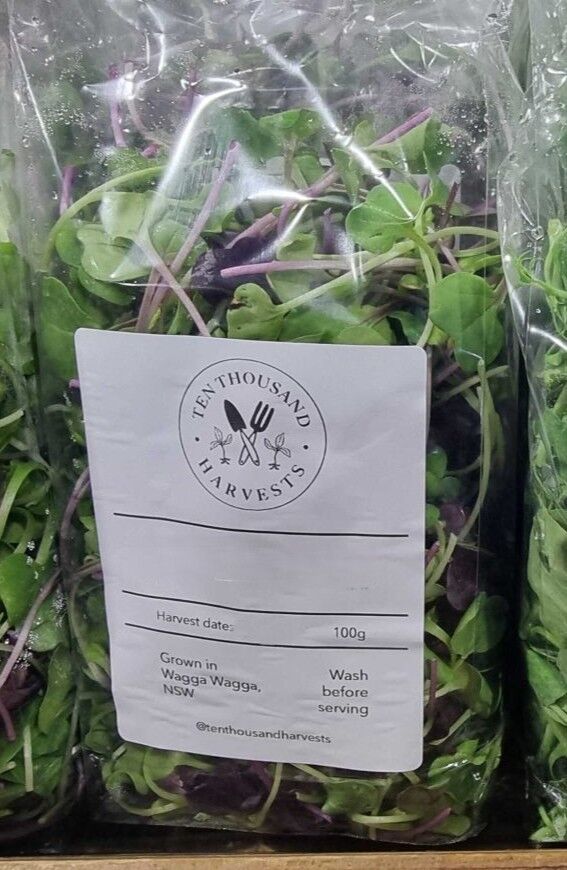 TEN THOUSAND
HARVESTS
Harvest date:
100g
Grown in
Wagga Wagga,
NSW
Wash
before
serving
@tenthousandharvests